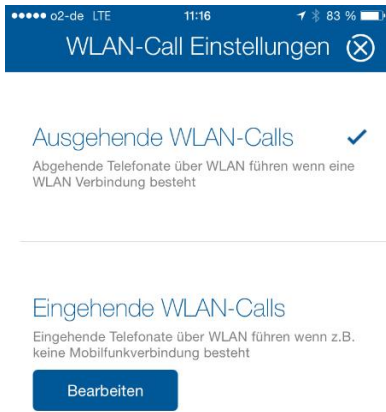 o2-de LTE 11:16 83 %
WLAN-Call Einstellungen
Ausgehende WLAN-Calls
Abgehende Telefonate über WLAN führen wenn eine
WLAN Verbindung besteht
Eingehende WLAN-Calls
Eingehende Telefonate über WLAN führen wenn z.B.
keine Mobilfunkverbindung besteht
Bearbeiten